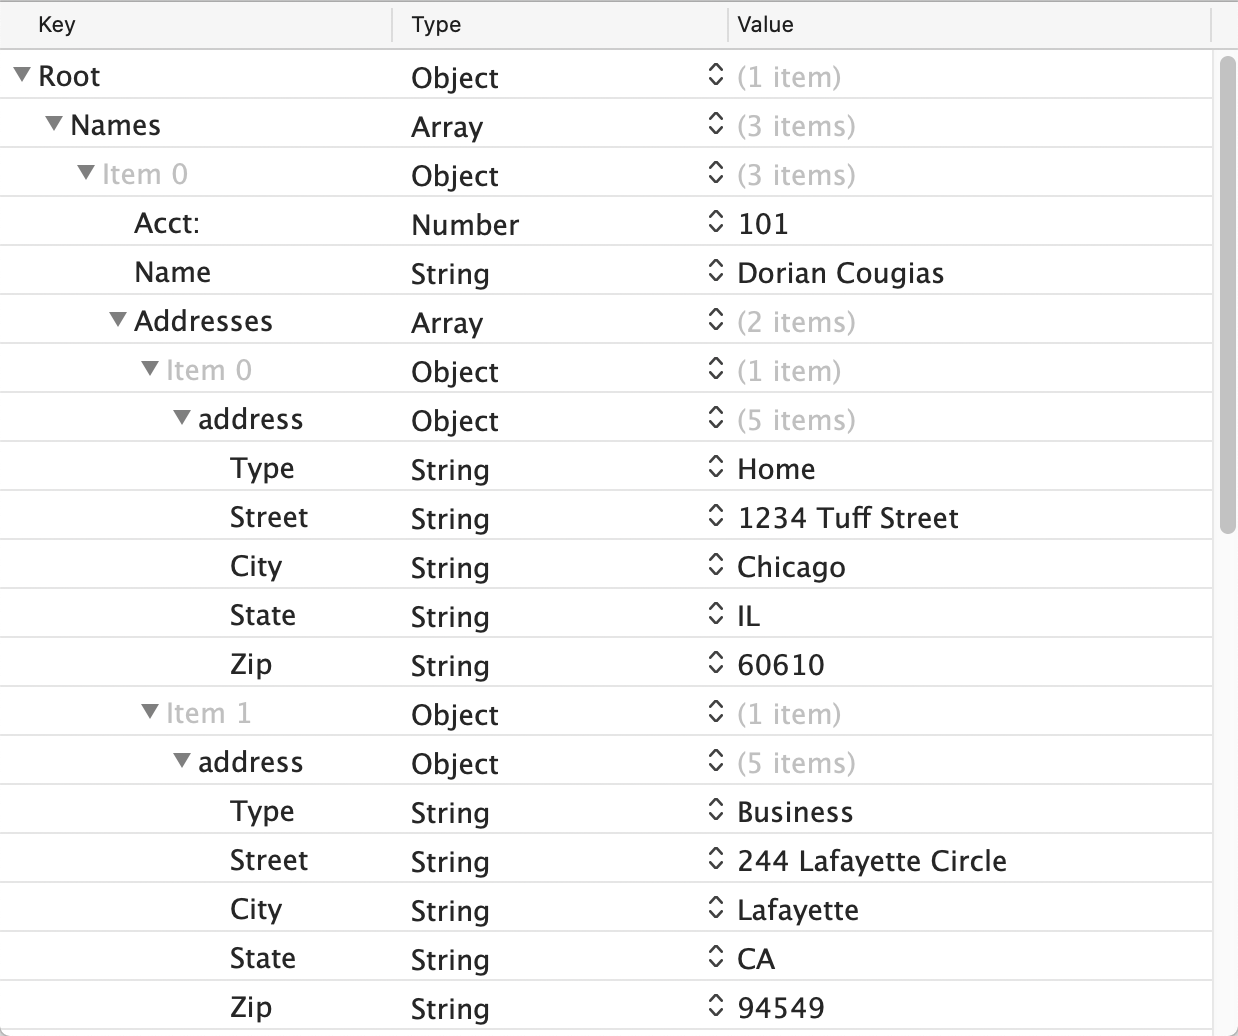 Key Type Value
Root Object (1 item)
Names Array (3 items)
Item 0 Object (3 items)
Acct: Number 101
Name String Dorian Cougias
Addresses Array (2 items)
Item 0 Object (1 item)
address Object (5 items)
Type String Home
Street String 1234 Tuff Street
City String Chicago
State String IL
Zip String 60610
Item 1 Object (1 item)
address Object (5 items)
Type String Business
Street String 244 Lafayette Circle
City String Lafayette
State String CA
Zip String 94549